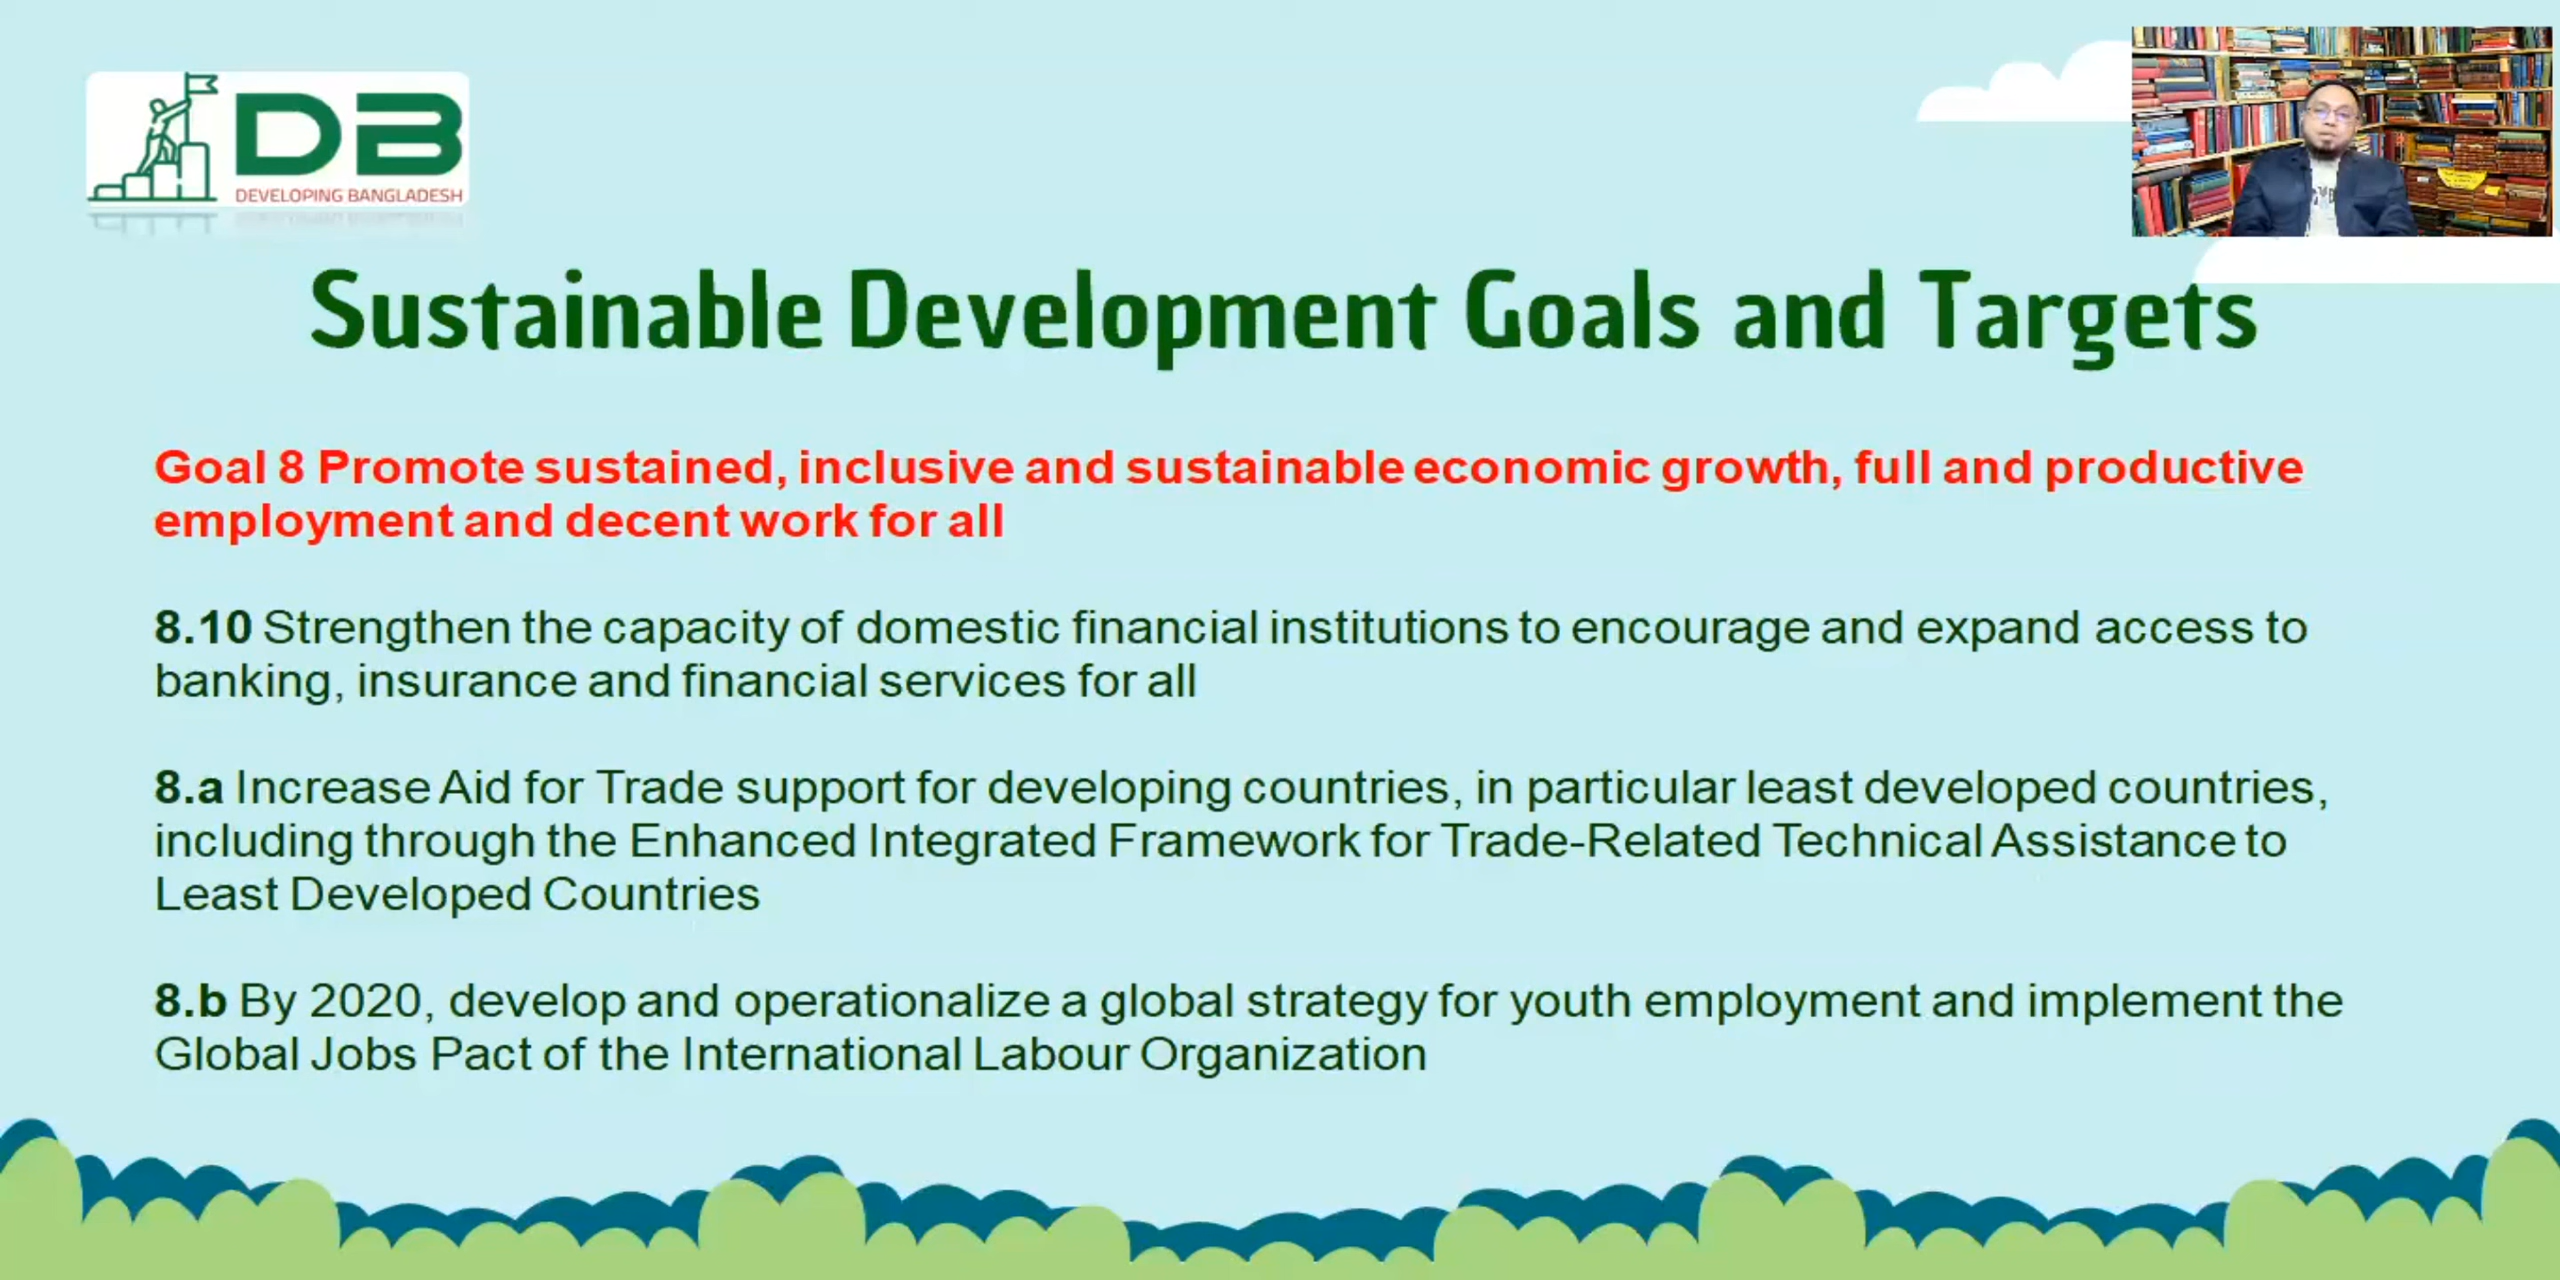 DB
DEVELOPING BANGLADESH
Sustainable Development Goals and Targets
Goal 8 Promote sustained, inclusive and sustainable economic growth, full and productive
employment and decent work for all
8.10 Strengthen the capacity of domestic financial institutions to encourage and expand access to
banking, insurance and financial services for all
8.a Increase Aid for Trade support for developing countries, in particular least developed countries,
including through the Enhanced Integrated Framework for Trade-Related Technical Assistance to
Least Developed Countries
8.b By 2020, develop and operationalize a global strategy for youth employment and implement the
Global Jobs Pact of the International Labour Organization